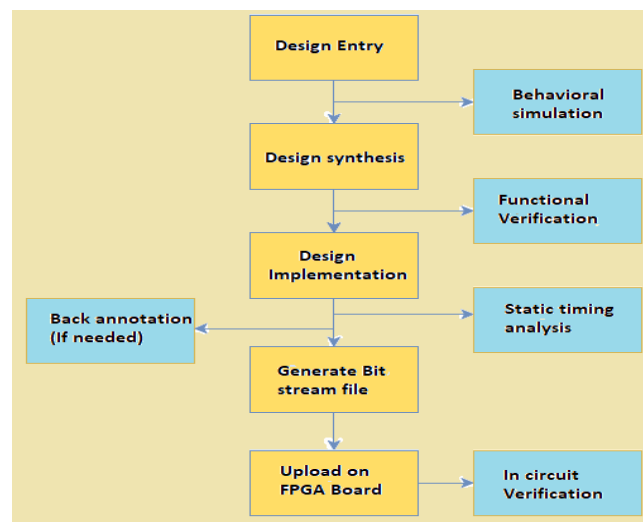 Design Entry
Behavioral
simulation
Design synthesis
Functional
Verification
Design
Implementation
Back annotation
(If needed)
Static timing
analysis
Generate Bit
stream file
Upload on
FPGA Board
In circuit
Verification